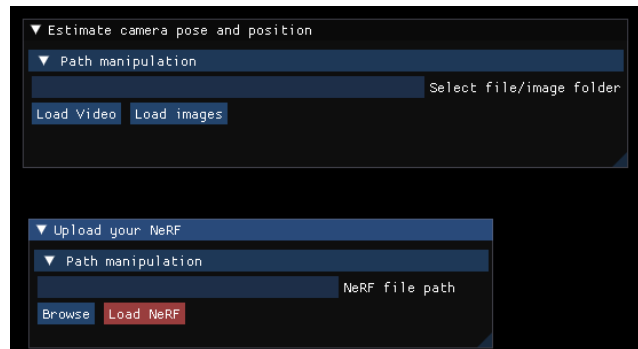 Estimate camera pose and position
Path manipulation
Select file/image folder
Load Video Load images
Upload your NeRF
Path manipulation
NeRF file path
Browse Load NeRF